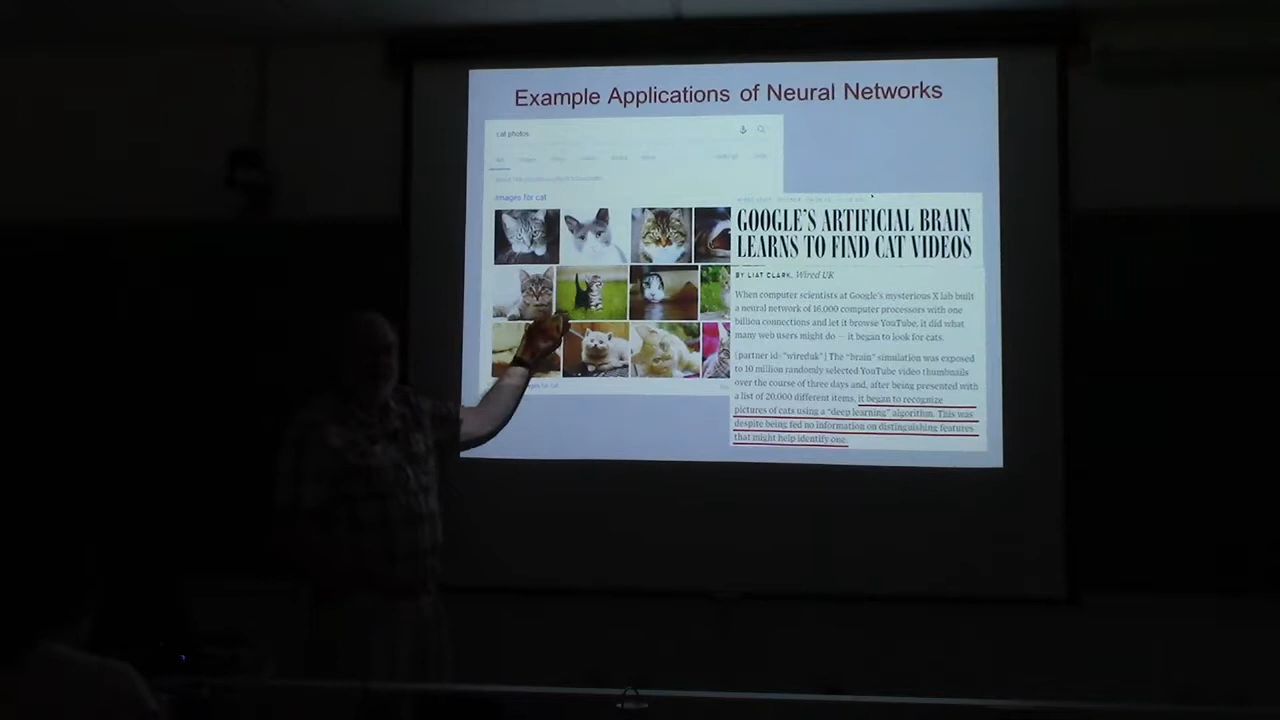 Example Applications of Neural Networks
cat photos
Images for cat
GOOGLE'S ARTIFICIAL BRAIN
LEARNS TO FIND CAT VIDEOS
BY LIAT CLARK, Wired UK
When computer scientists at Google's mysterious X lab built
a neural network of 16,000 computer processors with one
billion connections and let it browse YouTube, it did what
many web users might do — it began to look for cats.
[partner id="wireduk"] The "brain" simulation was exposed
to 10 million randomly selected YouTube video thumbnails
over the course of three days and, after being presented with
a list of 20,000 different items, it began to recognize
pictures of cats using a "deep learning" algorithm. This was
despite being fed no information on distinguishing features
that might help identify one.
images for cat